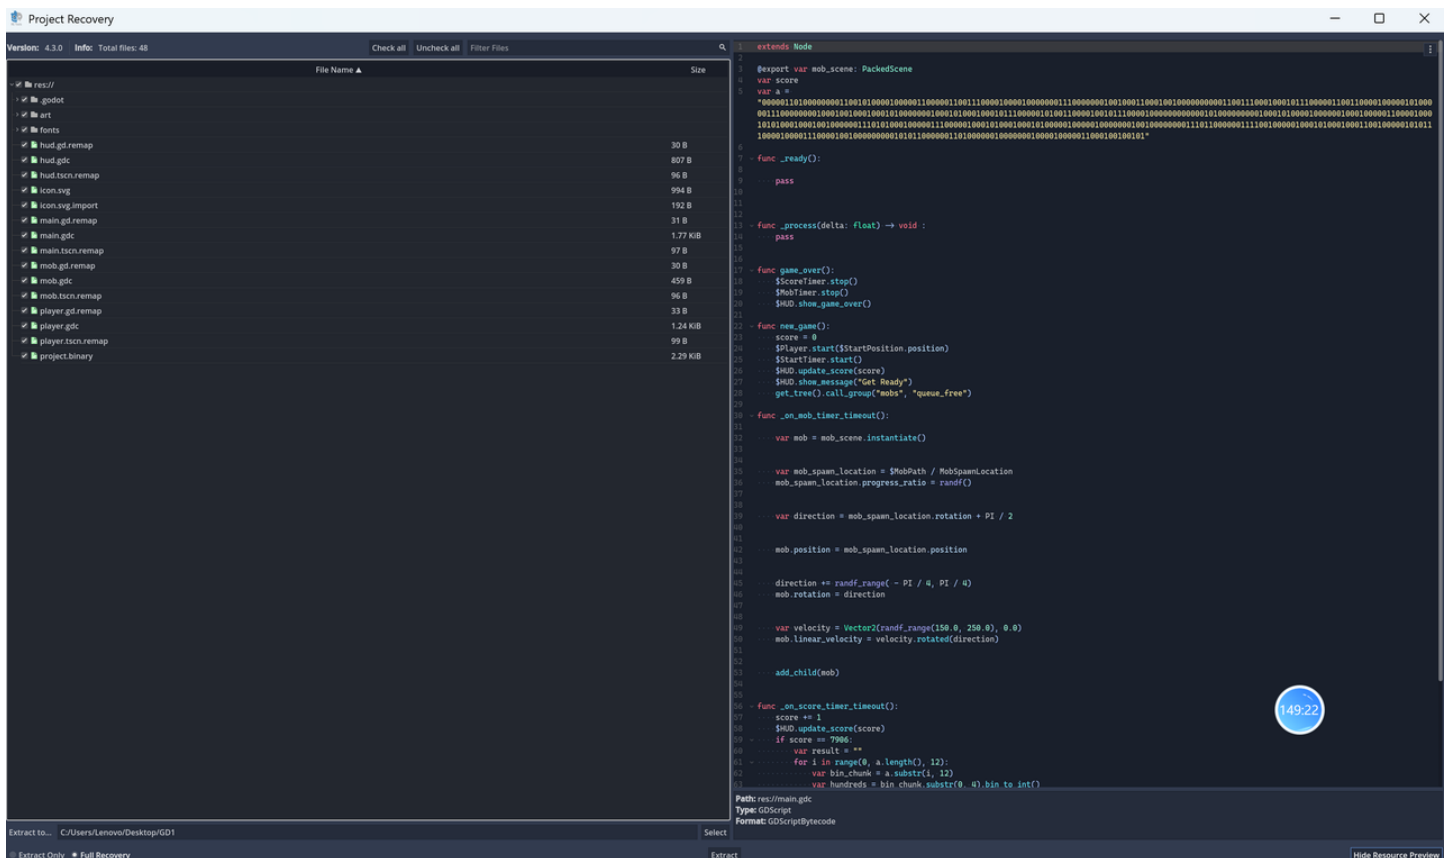 Project Recovery
Version: 4.3.0 Info: Total files: 48 Check all Uncheck all Filter Files
File Name Size
res://
.godot
art
fonts
hud.gd.remap 30 B
hud.gdc 807 B
hud.tscn.remap 96 B
icon.svg 994 B
icon.svg.import 192 B
main.gd.remap 31 B
main.gdc 1.77 KiB
main.tscn.remap 97 B
mob.gd.remap 30 B
mob.gdc 459 B
mob.tscn.remap 96 B
player.gd.remap 33 B
player.gdc 1.24 KiB
player.tscn.remap 99 B
project.binary 2.29 KiB
Extract to... C:/Users/Lenovo/Desktop/GD1 Select
Extract Only Full Recovery Extract
extends Node
@export var mob_scene: PackedScene
var score
var a =
func _ready():
pass
func _process(delta: float) -> void :
pass
func game_over():
$ScoreTimer.stop()
$MobTimer.stop()
$HUD.show_game_over()
func new_game():
score = 0
$Player.start($StartPosition.position)
$StartTimer.start()
$HUD.update_score(score)
$HUD.show_message("Get Ready")
get_tree().call_group("mobs", "queue_free")
func _on_mob_timer_timeout():
var mob = mob_scene.instantiate()
var mob_spawn_location = $MobPath / MobSpawnLocation
mob_spawn_location.progress_ratio = randf()
var direction = mob_spawn_location.rotation + PI / 2
mob.position = mob_spawn_location.position
direction += randf_range( - PI / 4, PI / 4)
mob.rotation = direction
var velocity = Vector2(randf_range(150.0, 250.0), 0.0)
mob.linear_velocity = velocity.rotated(direction)
add_child(mob)
func _on_score_timer_timeout():
score += 1
$HUD.update_score(score)
if score == 7906:
var result = ""
for i in range(0, a.length(), 12):
var bin_chunk = a.substr(i, 12)
var hundreds = bin_chunk.substr(0, 4).bin_to_int()
149:22
Path: res://main.gdc
Type: GDScript
Format: GDScriptBytecode
Hide Resource Preview